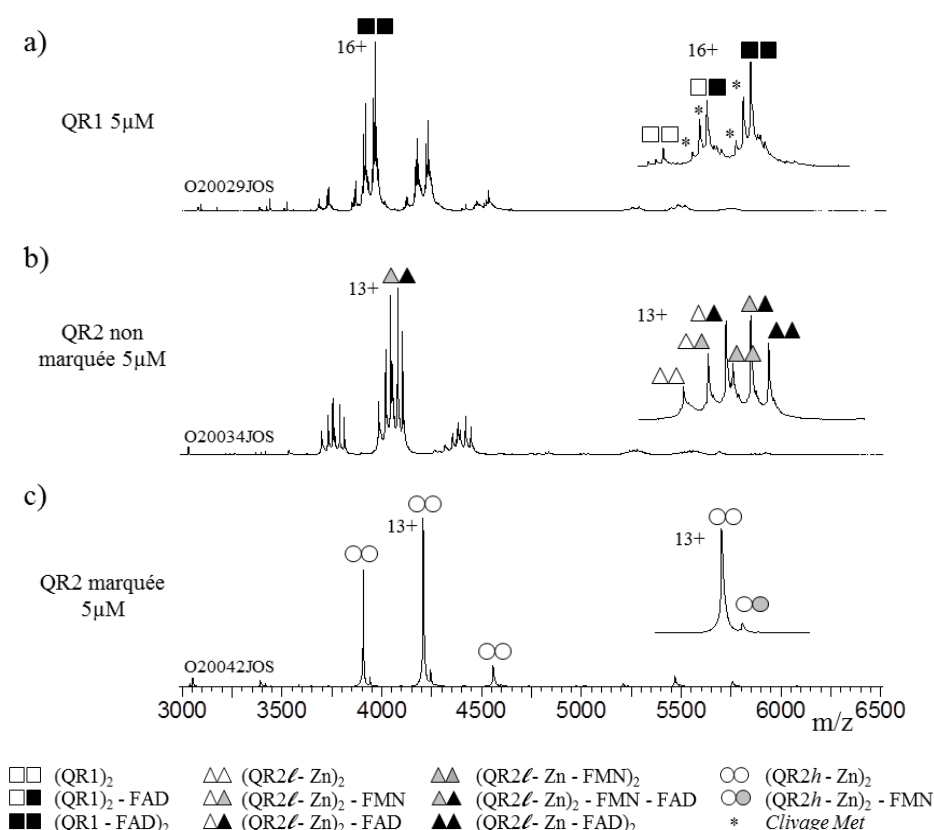 a)
16+
16+
QR1 5µM
* * * *
O20029JOS
b)
13+
13+
QR2 non
marquée 5µM
O20034JOS
c)
13+
13+
QR2 marquée
5µM
O20042JOS
3000 3500 4000 4500 5000 5500 6000 6500
m/z
(QR1)₂ (QR2ℓ- Zn)₂ (QR2ℓ- Zn - FMN)₂ (QR2h - Zn)₂
(QR1)₂ - FAD (QR2ℓ- Zn)₂ - FMN (QR2ℓ- Zn)₂ - FMN - FAD (QR2h - Zn)₂ - FMN
(QR1 - FAD)₂ (QR2ℓ- Zn)₂ - FAD (QR2ℓ- Zn - FAD)₂ * Clivage Met